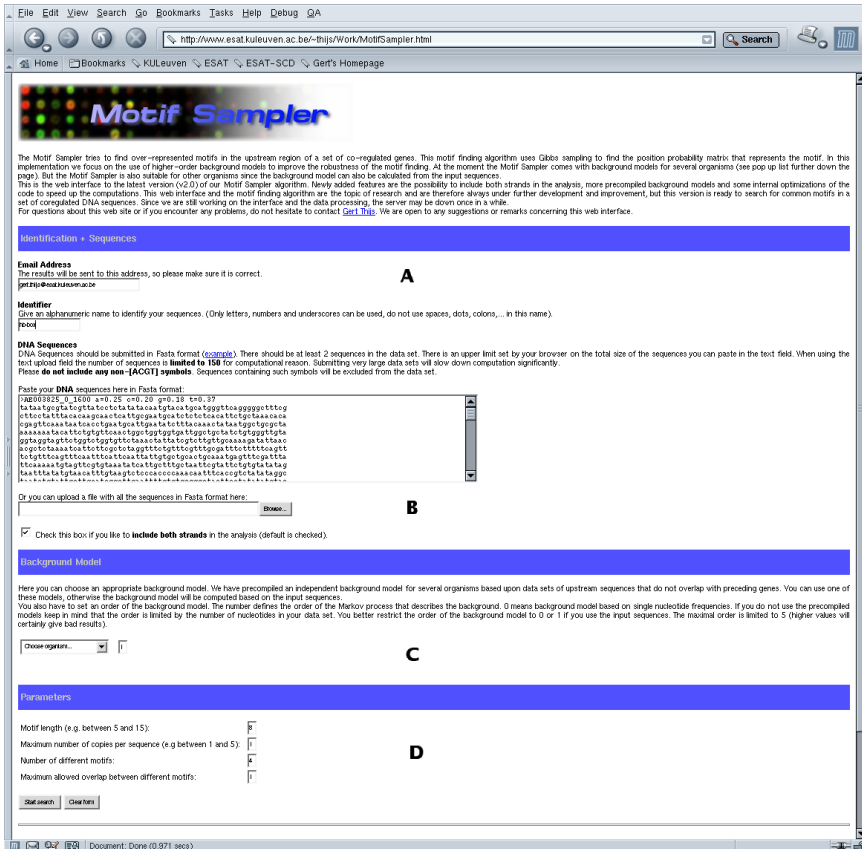 File Edit View Search Go Bookmarks Tasks Help Debug QA
http://www.esat.kuleuven.ac.be/~thijs/Work/MotifSampler.html
Search
Home Bookmarks KULeuven ESAT ESAT-SCD Gert's Homepage
Motif Sampler
The Motif Sampler tries to find over-represented motifs in the upstream region of a set of co-regulated genes. This motif finding algorithm uses Gibbs sampling to find the position probability matrix that represents the motif. In this
implementation we focus on the use of higher-order background models to improve the robustness of the motif finding. At the moment the Motif Sampler comes with background models for several organisms (see pop up list further down the
page). But the Motif Sampler is also suitable for other organisms since the background model can also be calculated from the input sequences.
This is the web interface to the latest version (v2.0) of our Motif Sampler algorithm. Newly added features are the possibility to include both strands in the analysis, more precompiled background models and some internal optimizations of the
code to speed up the computations. This web interface and the motif finding algorithm are the topic of research and are therefore always under further development and improvement, but this version is ready to search for common motifs in a
set of coregulated DNA sequences. Since we are still working on the interface and the data processing, the server may be down once in a while.
For questions about this web site or if you encounter any problems, do not hesitate to contact Gert Thijs. We are open to any suggestions or remarks concerning this web interface.
Identification + Sequences
Email Address
The results will be sent to this address, so please make sure it is correct.
gert.thijs@esat.kuleuven.ac.be
A
Identifier
Give an alphanumeric name to identify your sequences. (Only letters, numbers and underscores can be used, do not use spaces, dots, colons,... in this name).
DNA Sequences
DNA Sequences should be submitted in Fasta format (example). There should be at least 2 sequences in the data set. There is an upper limit set by your browser on the total size of the sequences you can paste in the text field. When using the
text upload field the number of sequences is limited to 150 for computational reason. Submitting very large data sets will slow down computation significantly.
Please do not include any non-[ACGT] symbols. Sequences containing such symbols will be excluded from the data set.
Paste your DNA sequences here in Fasta format:
>AE003825_0_1600 a=0.25 c=0.20 g=0.18 t=0.37
tataatgcgtatcgttatcctctatatacaatgtacatgcatgggttcagggggctttcg
cttcctatttacacaagcaactcattgcgaatgcatctctctcacattctgctaaacaca
cgagttcaaataatcacctgaatgcattgaatatctttacaaactataatggctgcgcta
aaaaaatacattctgtgttcaactggctggtggtgattggctgctatctgtgggttgta
ggtaggtagttctggtctggtgttctaaactattatcgtcttgttgcaaaagatattaac
acgctctaaaatcattttcgctcgtctaggtttctgtttcgtttgcgatttctttttcagtt
tctgtttcagtttcaatttcattcaattattgtgctgcactgcaaatgagtttcgattta
ttcaaaaatgtagttcgtgtaaatatcattgctttgctaattcgtattctgtgtatatag
taatttatatgtaacatttgtaagtctcccaccccaaacaatttcaccgtctatataggc
Or you can upload a file with all the sequences in Fasta format here:
Browse...
B
Check this box if you like to include both strands in the analysis (default is checked).
Background Model
Here you can choose an appropriate background model. We have precompiled an independent background model for several organisms based upon data sets of upstream sequences that do not overlap with preceding genes. You can use one of
these models, otherwise the background model will be computed based on the input sequences.
You also have to set an order of the background model. The number defines the order of the Markov process that describes the background. 0 means background model based on single nucleotide frequencies. If you do not use the precompiled
models keep in mind that the order is limited by the number of nucleotides in your data set. You better restrict the order of the background model to 0 or 1 if you use the input sequences. The maximal order is limited to 5 (higher values will
certainly give bad results).
Choose organism... 1
C
Parameters
Motif length (e.g. between 5 and 15): 8
Maximum number of copies per sequence (e.g between 1 and 5): 1
Number of different motifs: 4
D
Maximum allowed overlap between different motifs: 1
Start search Clear form
Document: Done (0.971 secs)